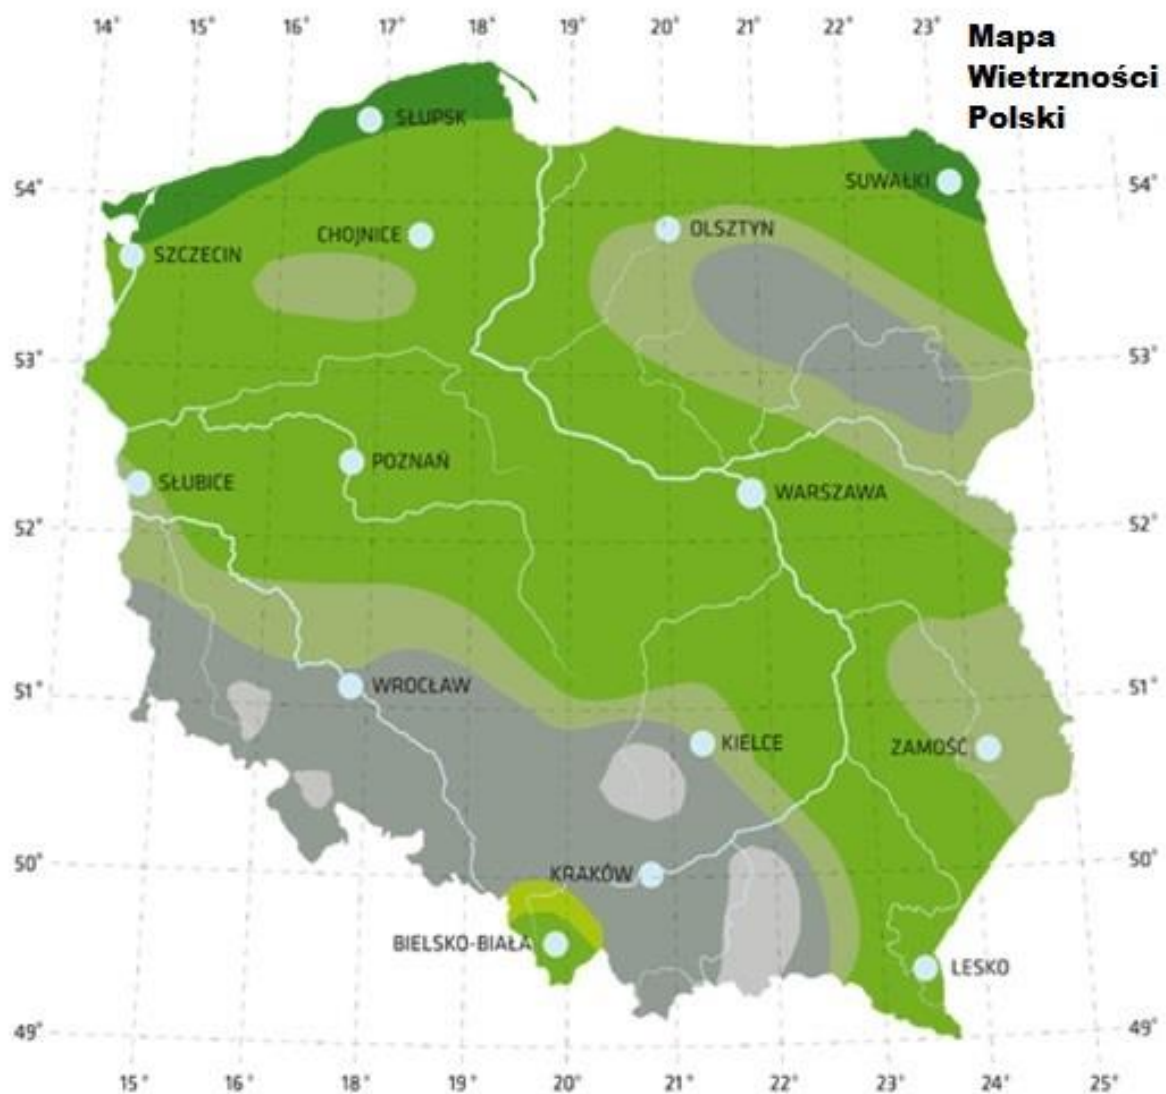 14° 15° 16° 17° 18° 19° 20° 21° 22° 23°
Mapa
Wietrzności
Polski
SŁUPSK
54° SUWAŁKI 54°
CHOJNICE OLSZTYN
SZCZECIN
53° 53°
POZNAŃ
SŁUBICE WARSZAWA
52° 52°
51° WROCŁAW 51°
KIELCE ZAMOŚĆ
50° KRAKÓW 50°
BIELSKO-BIAŁA LESKO
49° 49°
15° 16° 18° 19° 20° 21° 22° 23° 24° 25°